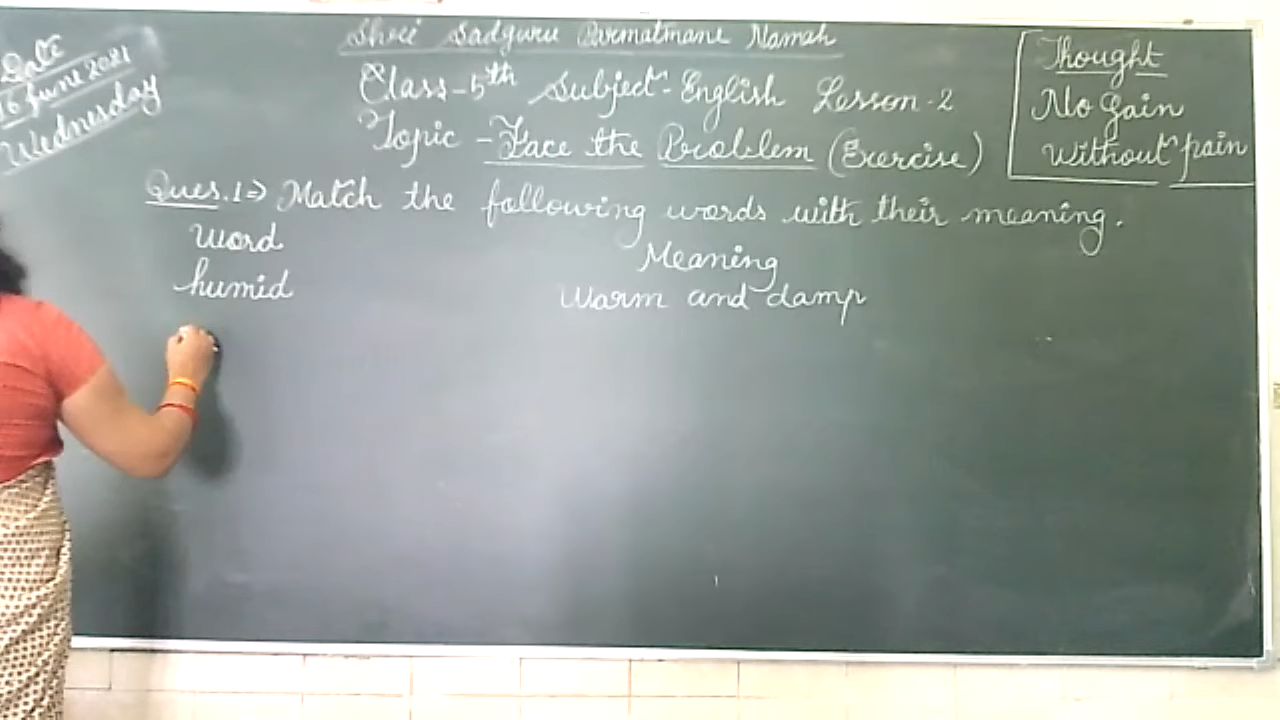 Date
16 June 2021
Wednesday
Shree Sadguru Parmatmane Namah
Class-5th Subject-English Lesson-2
Topic - Face the Problem (Exercise)
Thought
No Gain
Without pain
Ques.1=> Match the following words with their meaning.
Word
Meaning
humid
Warm and damp